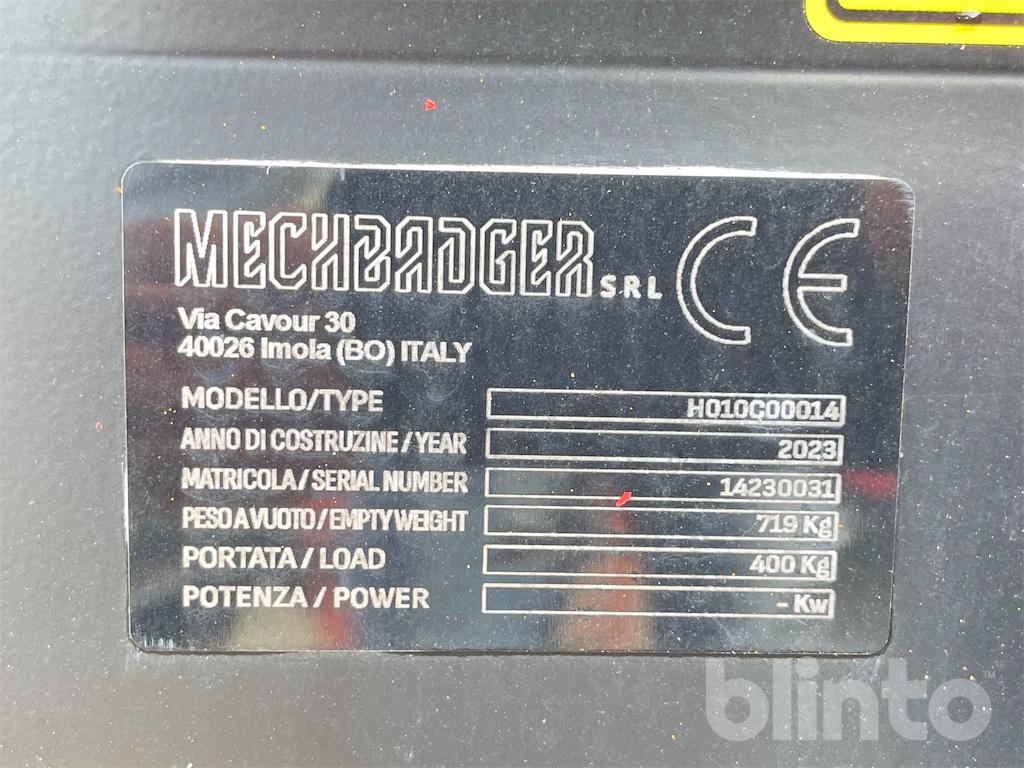 MECHBADGER SRL CE
Via Cavour 30
40026 Imola (BO) ITALY
MODELLO/TYPE H010C00014
ANNO DI COSTRUZINE/YEAR 2023
MATRICOLA/SERIAL NUMBER 14230031
PESO A VUOTO/EMPTY WEIGHT 719 Kg
PORTATA / LOAD 400 Kg
POTENZA / POWER - Kw
blinto™